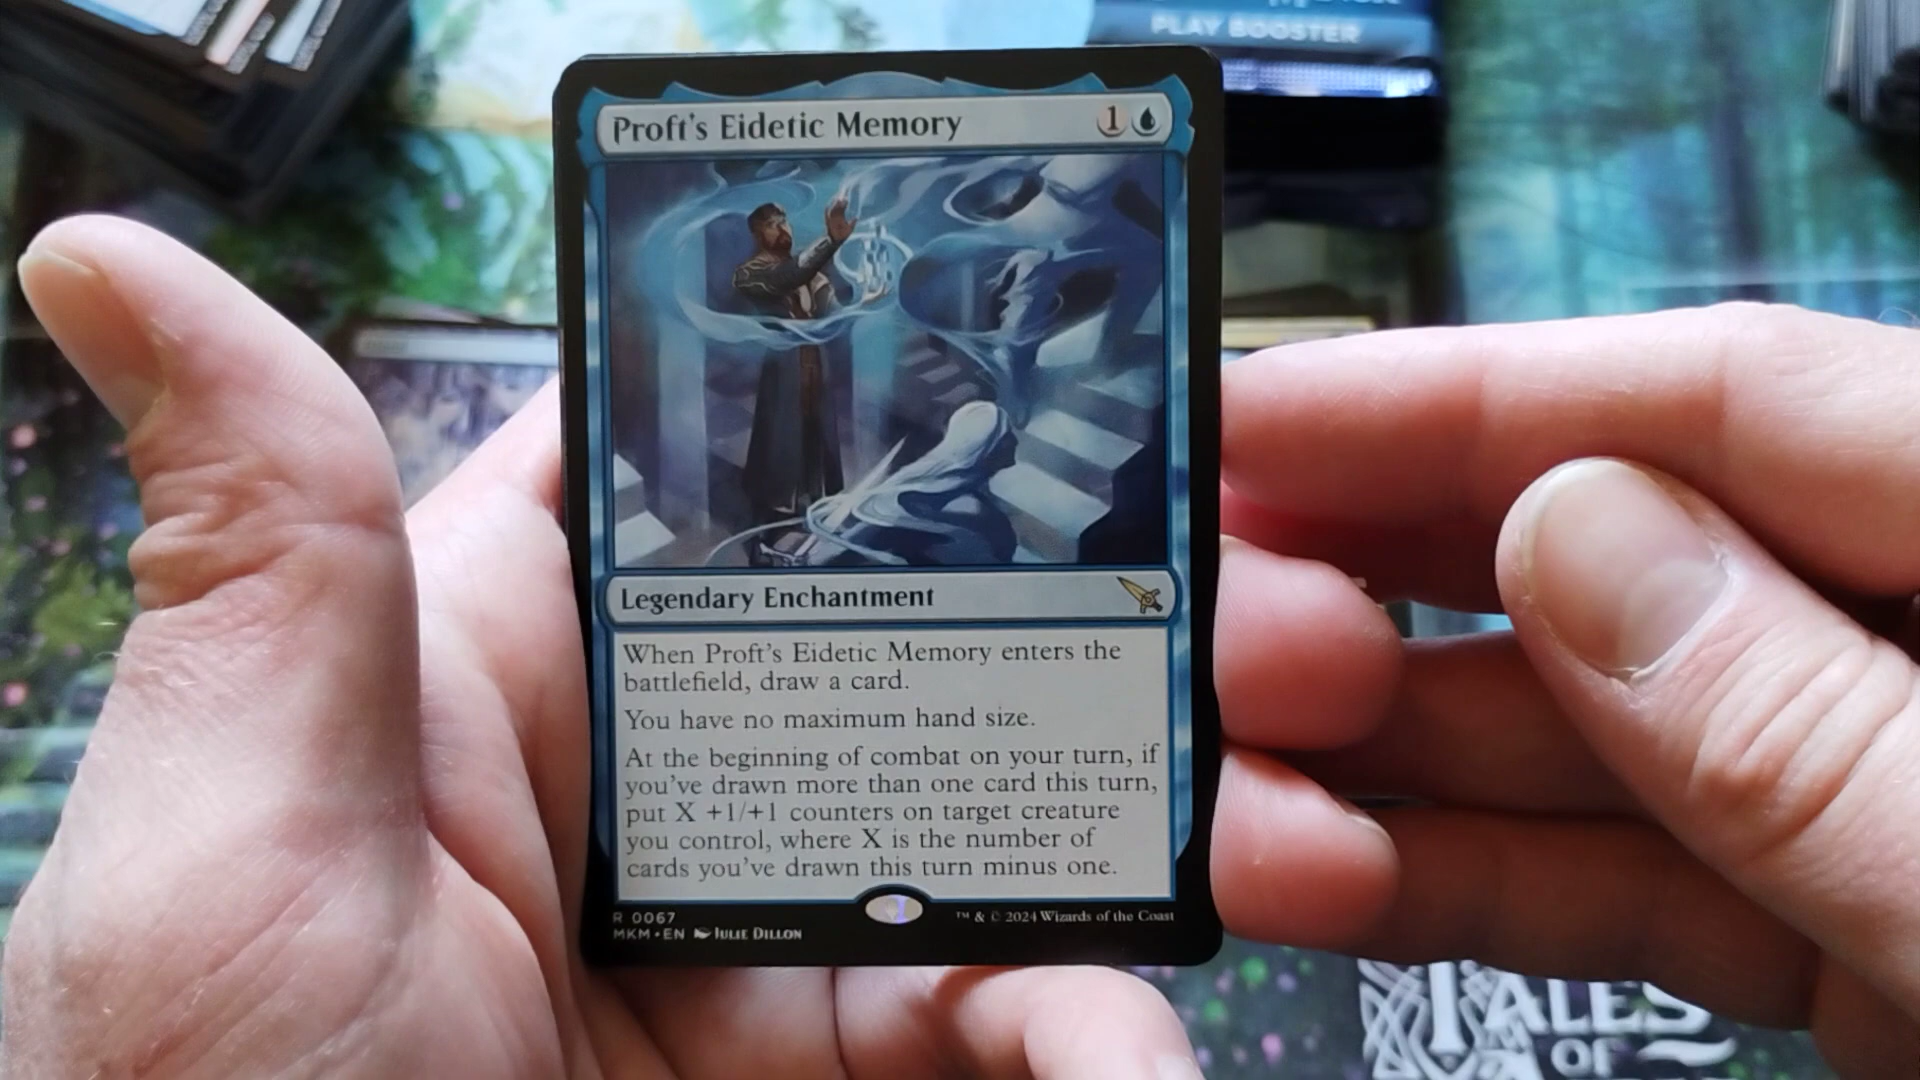 PLAY BOOSTER
Proft's Eidetic Memory 1
Legendary Enchantment
When Proft's Eidetic Memory enters the
battlefield, draw a card.
You have no maximum hand size.
At the beginning of combat on your turn, if
you've drawn more than one card this turn,
put X +1/+1 counters on target creature
you control, where X is the number of
cards you've drawn this turn minus one.
R 0067
MKM • EN JULIE DILLON
™ & © 2024 Wizards of the Coast
TALES
OF